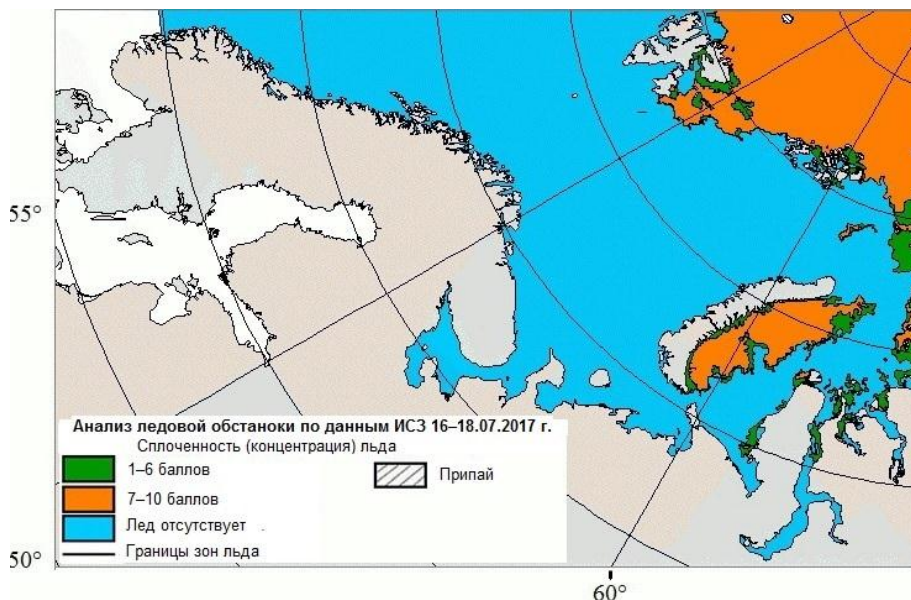 55°
Анализ ледовой обстаноки по данным ИСЗ 16–18.07.2017 г.
Сплоченность (концентрация) льда
1–6 баллов
Припай
7–10 баллов
Лед отсутствует .
Границы зон льда
50°
60°